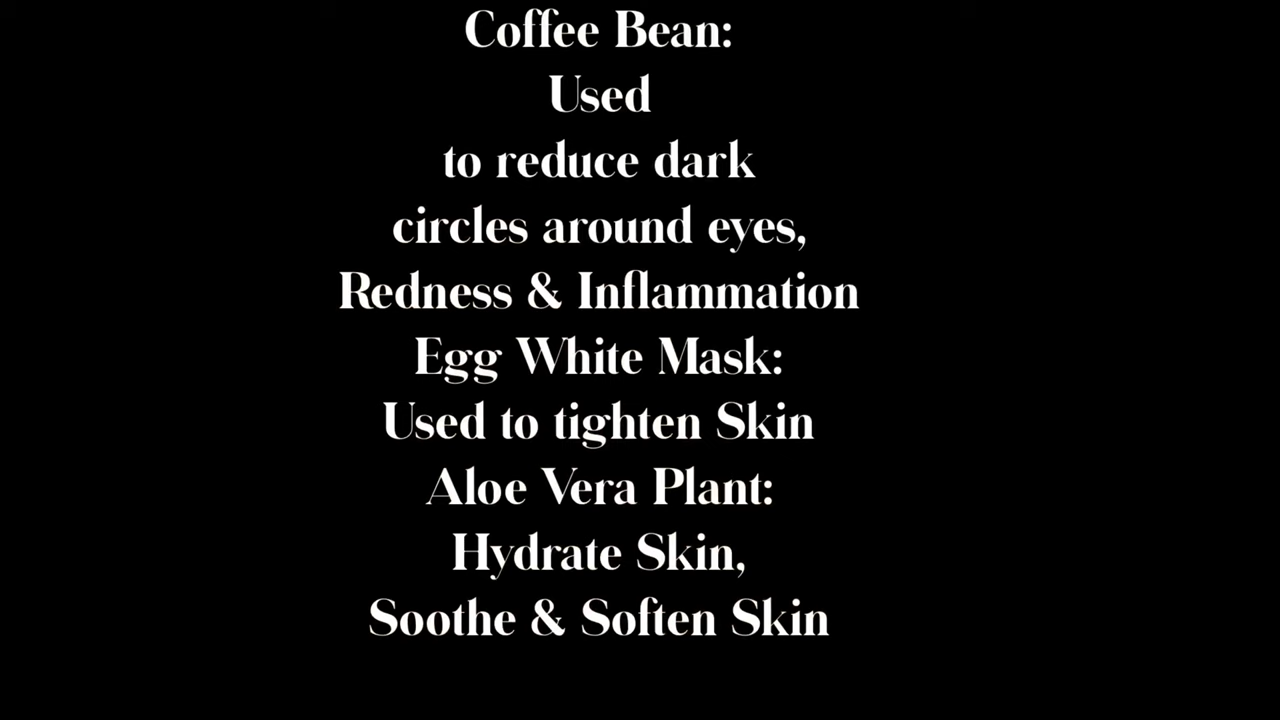 Coffee Bean:
Used
to reduce dark
circles around eyes,
Redness & Inflammation
Egg White Mask:
Used to tighten Skin
Aloe Vera Plant:
Hydrate Skin,
Soothe & Soften Skin